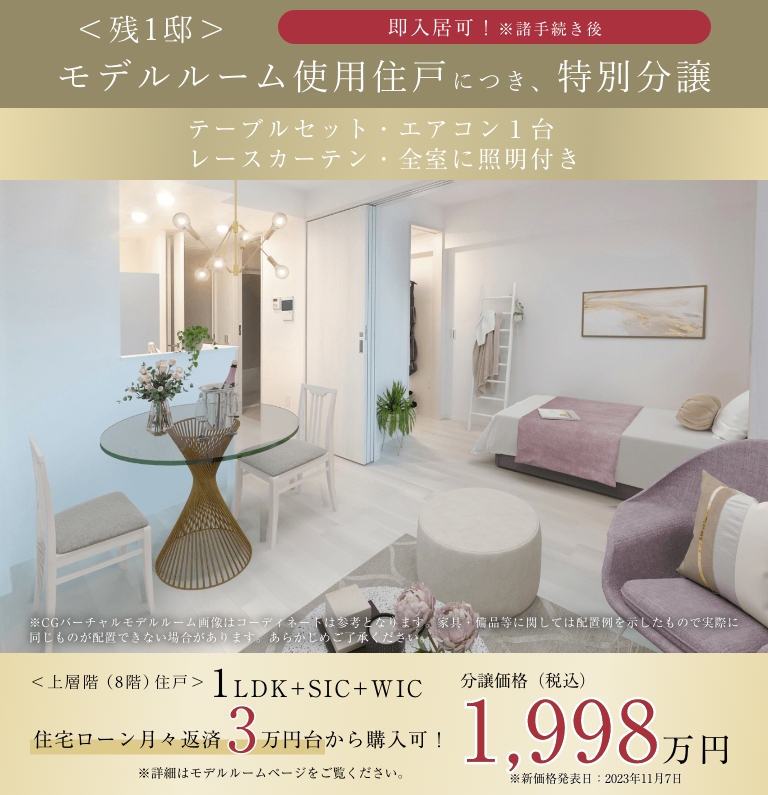 ＜残1邸＞
即入居可！※諸手続き後
モデルルーム使用住戸につき、特別分譲
テーブルセット・エアコン１台
レースカーテン・全室に照明付き
※CGバーチャルモデルルーム画像はコーディネートは参考となります。家具・備品等に関しては配置例を示したもので実際に
同じものが配置できない場合があります。あらかじめご了承ください。
＜上層階（8階）住戸＞1LDK+SIC+WIC
住宅ローン月々返済3万円台から購入可！
※詳細はモデルルームページをご覧ください。
分譲価格（税込）
1,998万円
※新価格発表日：2023年11月7日